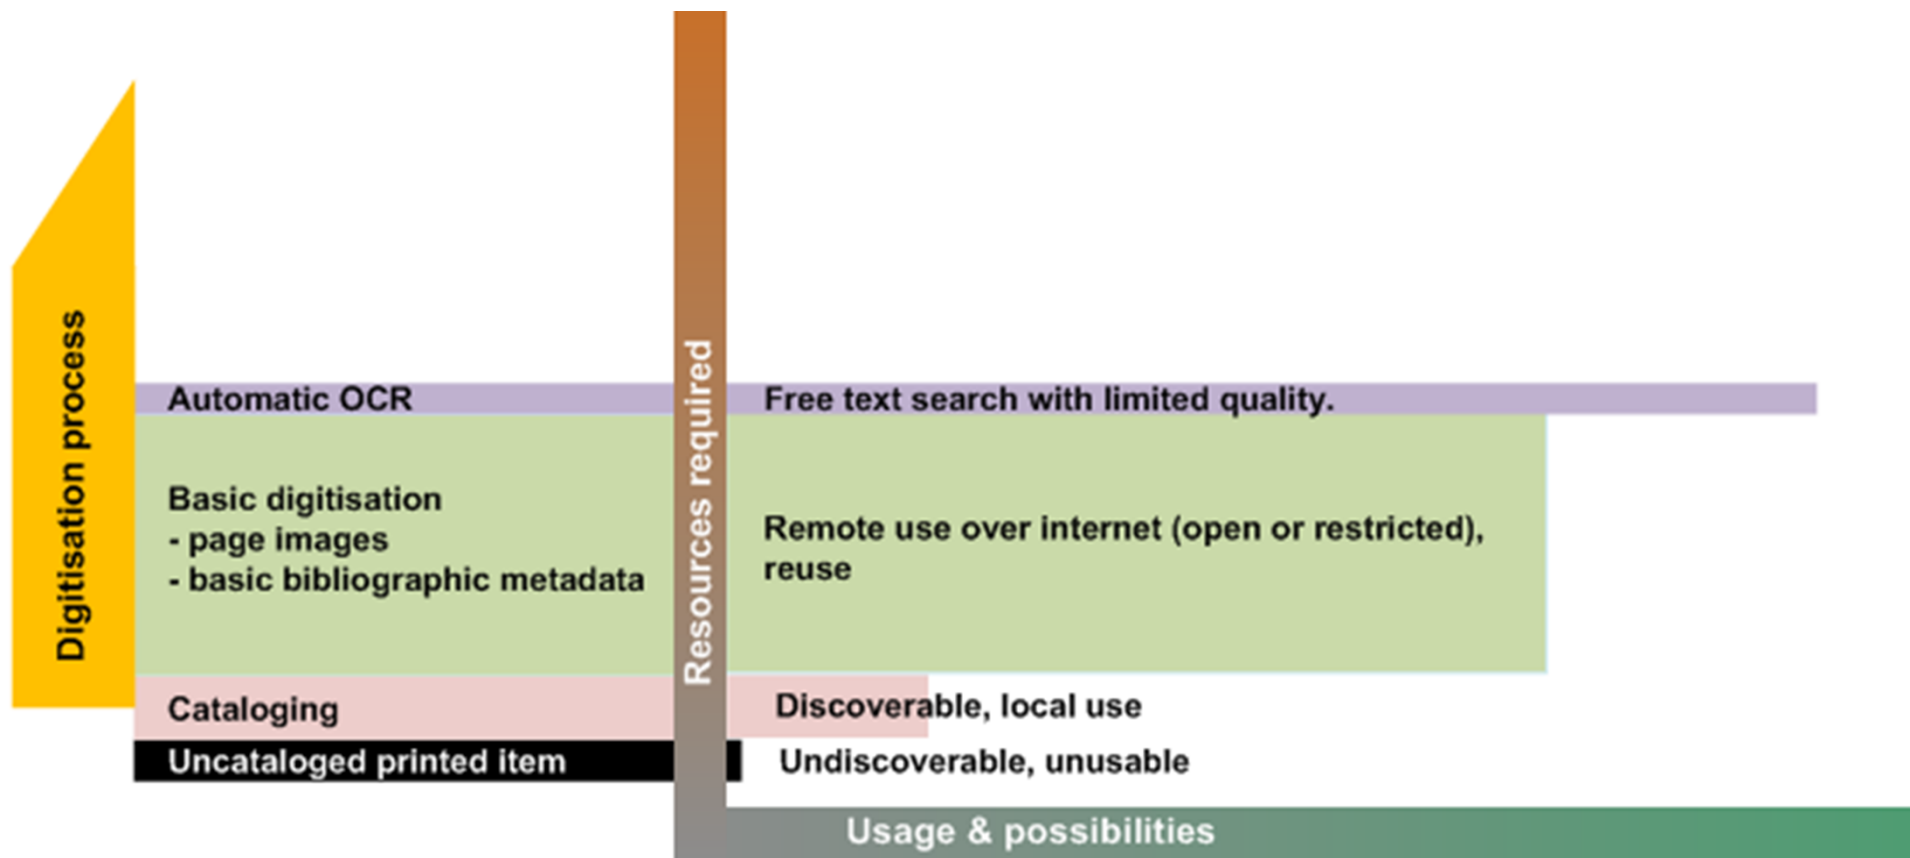 Digitisation process
Automatic OCR
Free text search with limited quality.
Resources required
Basic digitisation
- page images
- basic bibliographic metadata
Remote use over internet (open or restricted),
reuse
Cataloging
Discoverable, local use
Uncataloged printed item
Undiscoverable, unusable
Usage & possibilities